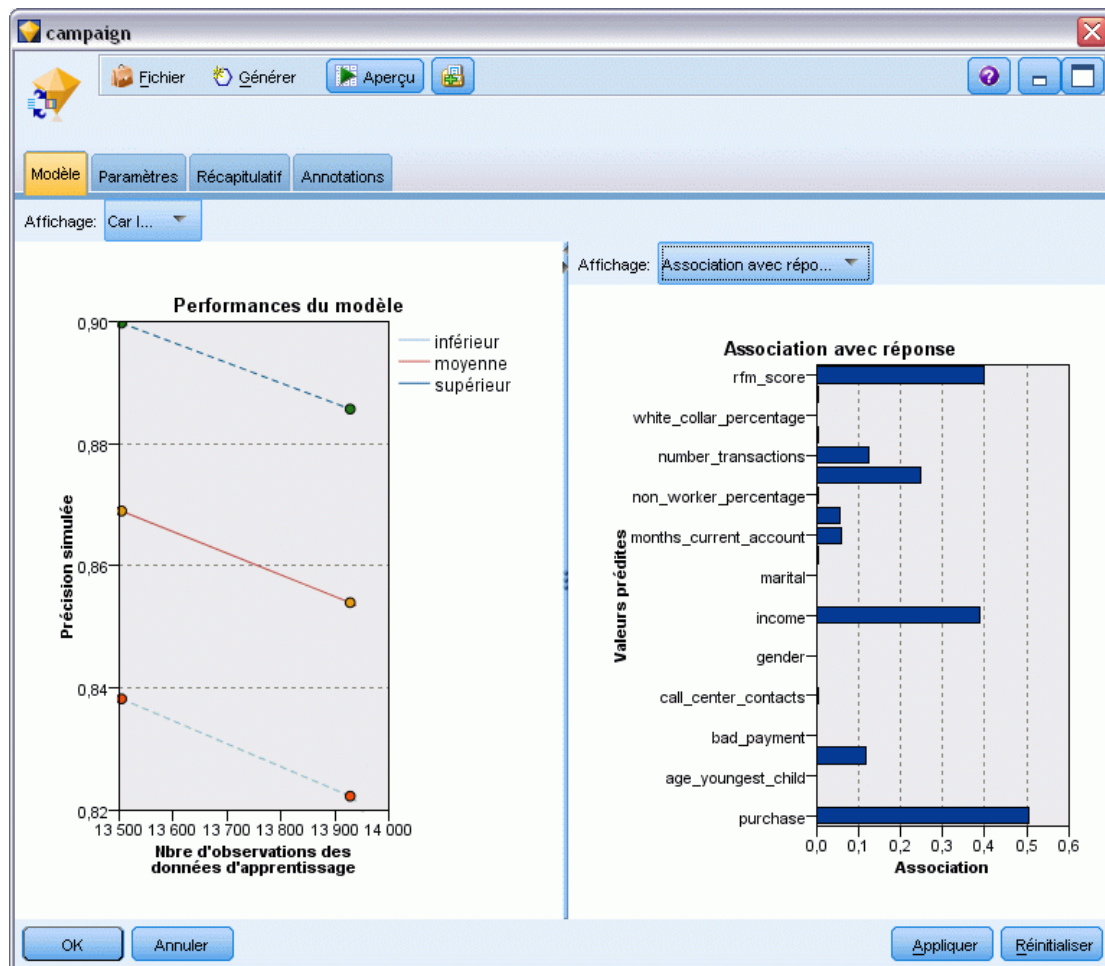 campaign
Fichier Générer Aperçu
Modèle Paramètres Récapitulatif Annotations
Affichage: Car l...
Performances du modèle
0,90
0,88
0,86
0,84
0,82
Précision simulée
13 500 13 600 13 700 13 800 13 900 14 000
Nbre d'observations des
données d'apprentissage
inférieur
moyenne
supérieur
Affichage: Association avec répo...
Association avec réponse
rfm_score
white_collar_percentage
number_transactions
non_worker_percentage
months_current_account
marital
income
gender
call_center_contacts
bad_payment
age_youngest_child
purchase
Valeurs prédites
0,0 0,1 0,2 0,3 0,4 0,5 0,6
Association
OK Annuler Appliquer Réinitialiser